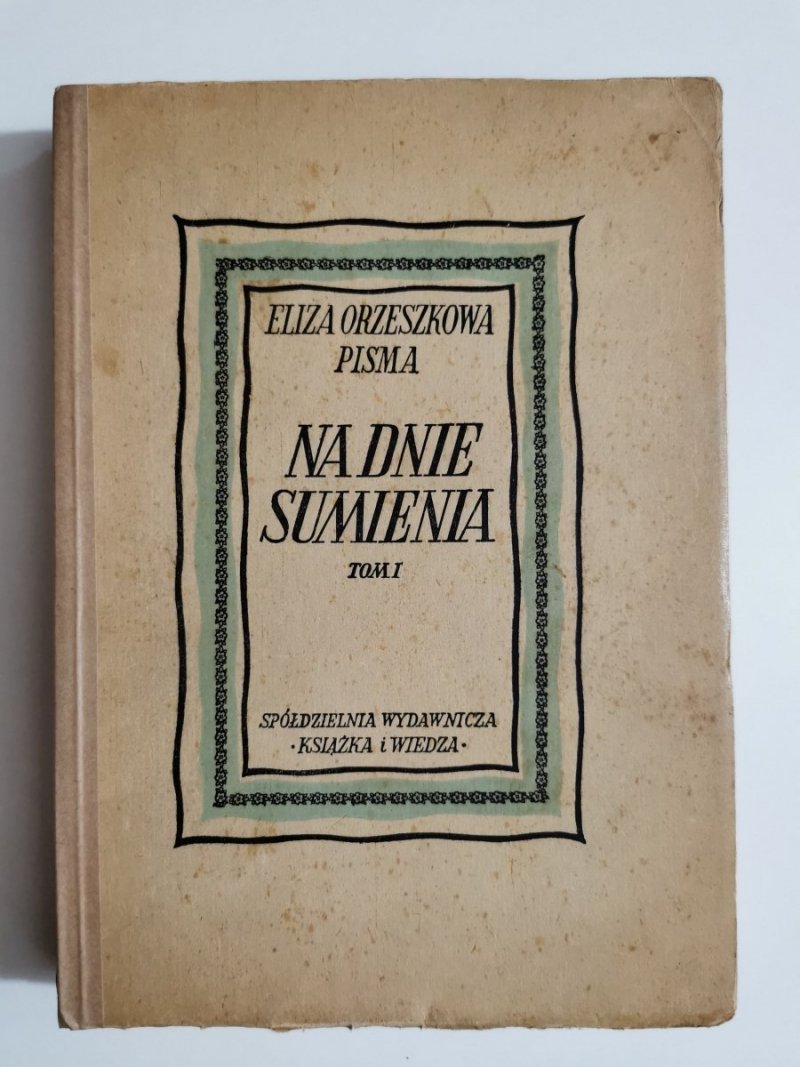 ELIZA ORZESZKOWA
PISMA
NA DNIE
SUMIENIA
TOM I
SPÓŁDZIELNIA WYDAWNICZA
·KSIĄŻKA i WIEDZA·